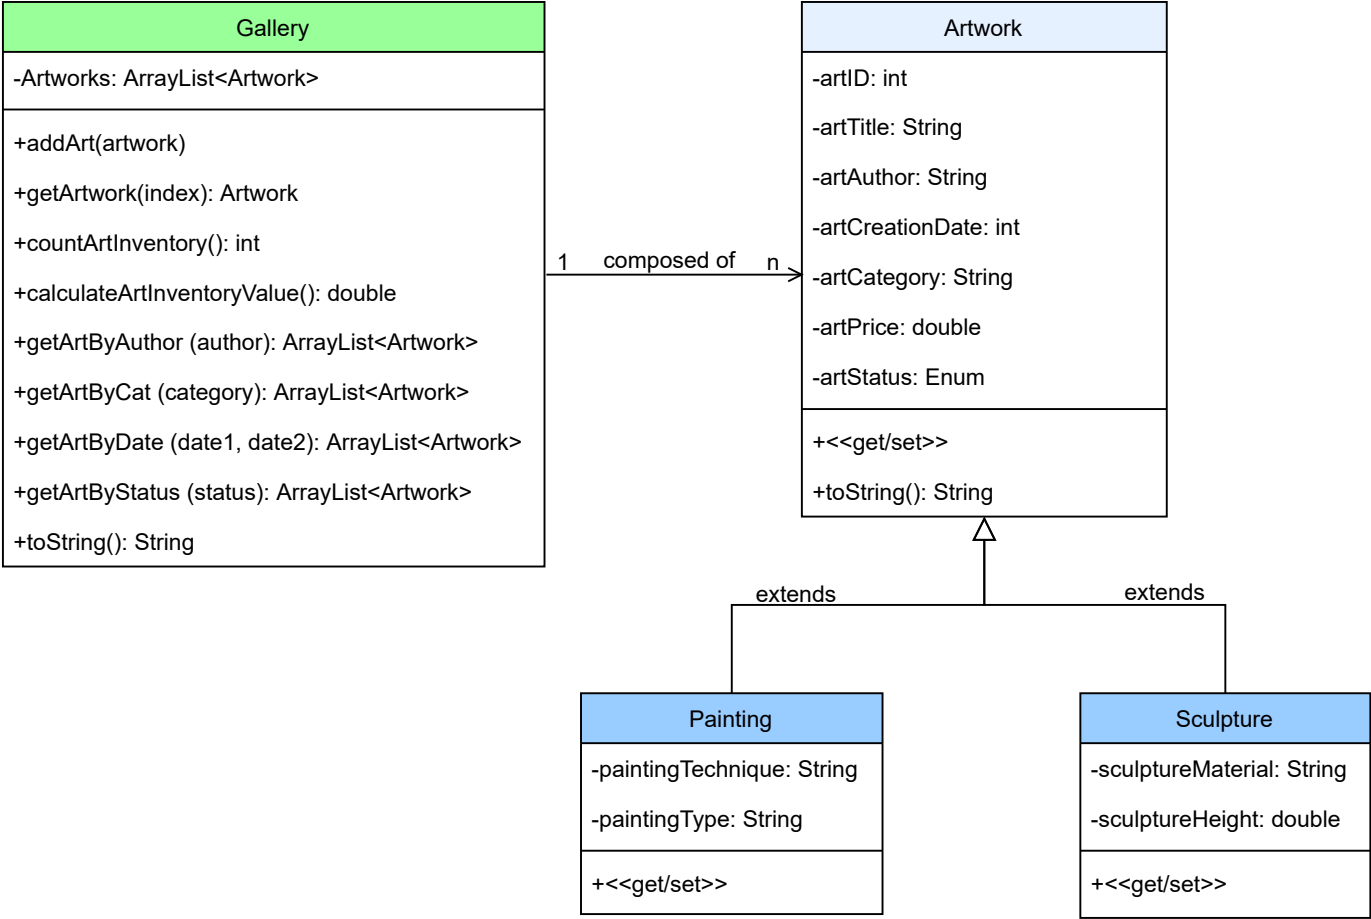 Gallery
-Artworks: ArrayList<Artwork>
+addArt(artwork)
+getArtwork(index): Artwork
+countArtInventory(): int
+calculateArtInventoryValue(): double
+getArtByAuthor (author): ArrayList<Artwork>
+getArtByCat (category): ArrayList<Artwork>
+getArtByDate (date1, date2): ArrayList<Artwork>
+getArtByStatus (status): ArrayList<Artwork>
+toString(): String
1 composed of n
Artwork
-artID: int
-artTitle: String
-artAuthor: String
-artCreationDate: int
-artCategory: String
-artPrice: double
-artStatus: Enum
+<<get/set>>
+toString(): String
extends
extends
Painting
-paintingTechnique: String
-paintingType: String
+<<get/set>>
Sculpture
-sculptureMaterial: String
-sculptureHeight: double
+<<get/set>>